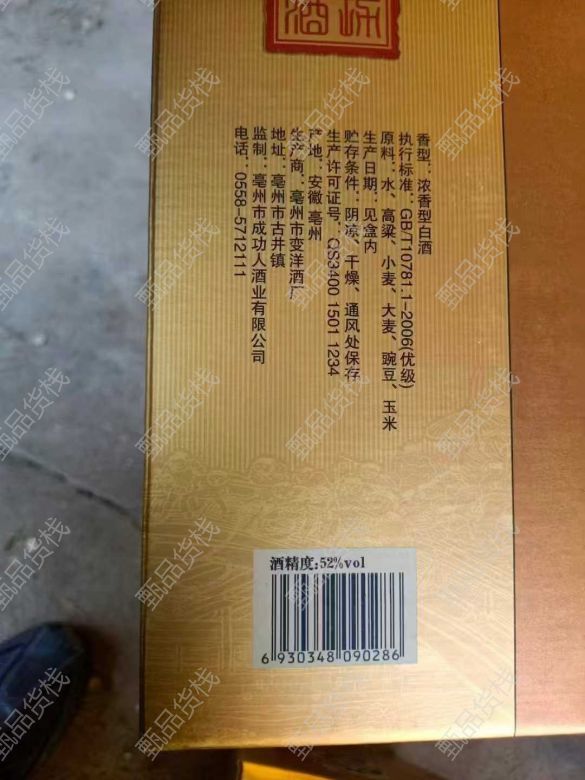 酒
香型：浓香型白酒
执行标准：GB/T10781.1-2006(优级)
原料：水、高粱、小麦、大麦、豌豆、玉米
生产日期：见盒内
贮存条件：阴凉、干燥、通风处保存
生产许可证号：QS3400 1501 1234
产地：安徽 亳州
生产商：亳州市变洋酒厂
地址：亳州市古井镇
监制：亳州市成功人酒业有限公司
电话：0558-5712111
酒精度:52%vol
6 930348 090286
甄品货栈